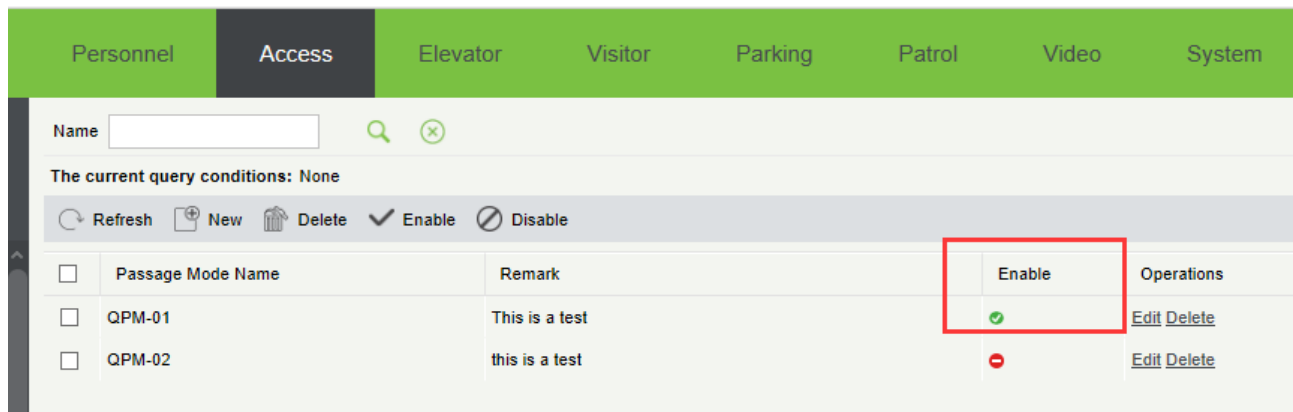 Personnel Access Elevator Visitor Parking Patrol Video System
Name
The current query conditions: None
Refresh New Delete Enable Disable
Passage Mode Name Remark Enable Operations
QPM-01 This is a test Edit Delete
QPM-02 this is a test Edit Delete